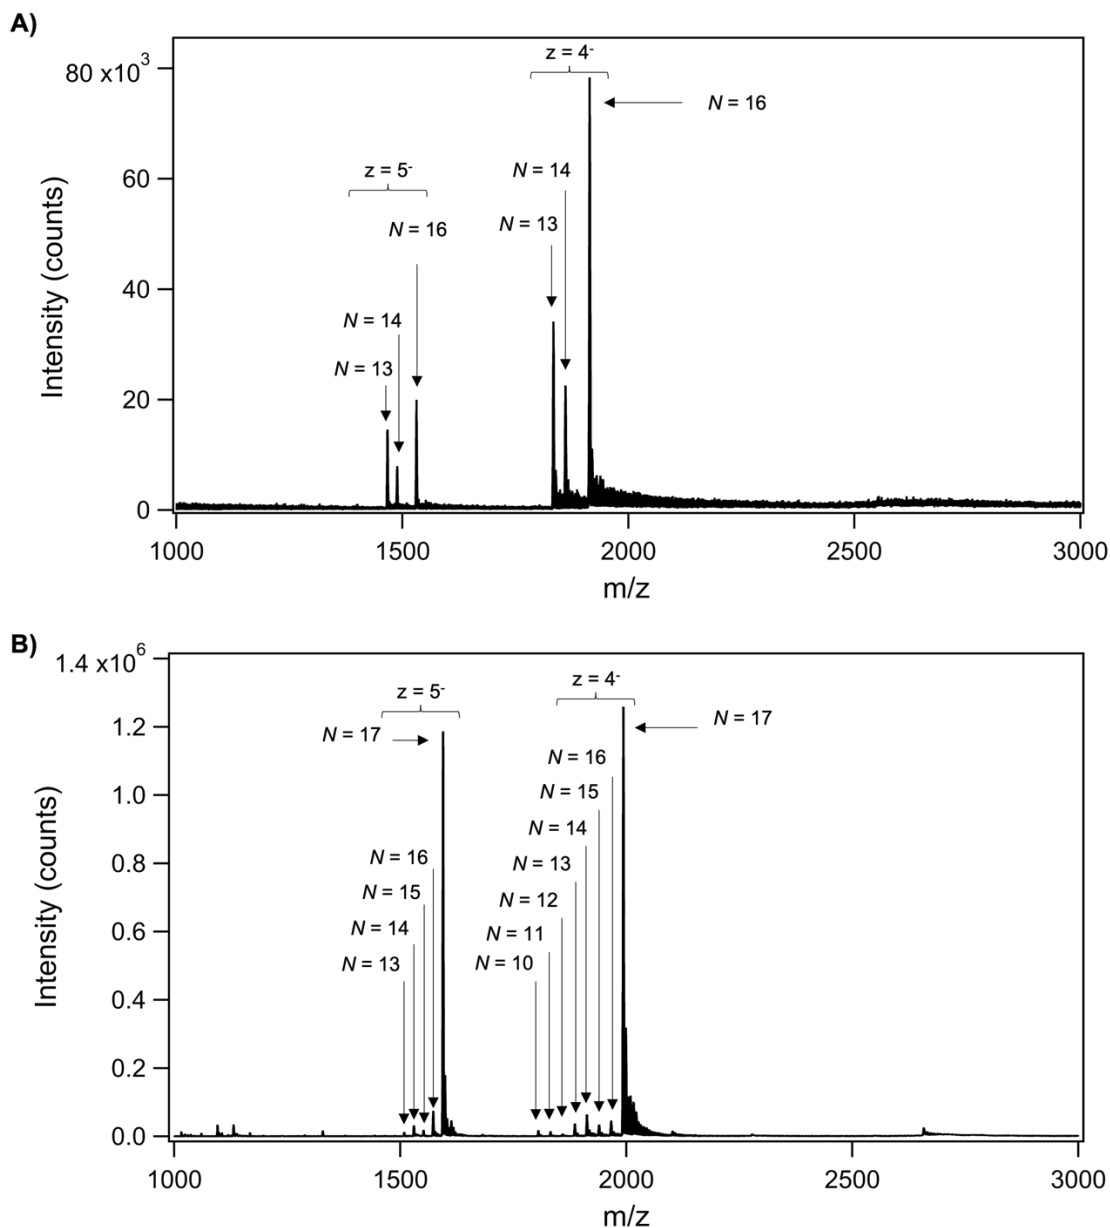 A)
80 x10³
z = 4⁻
N = 16
z = 5⁻
N = 14
60
N = 13
N = 16
Intensity (counts)
40
N = 14
N = 13
20
0
1000 1500 2000 2500 3000
m/z
B)
1.4 x10⁶
z = 5⁻
z = 4⁻
N = 17
N = 17
1.2
N = 16
N = 15
1.0
N = 14
N = 16
N = 13
0.8
N = 15
N = 12
Intensity (counts)
N = 14
N = 11
0.6
N = 13
N = 10
0.4
0.2
0.0
1000 1500 2000 2500 3000
m/z